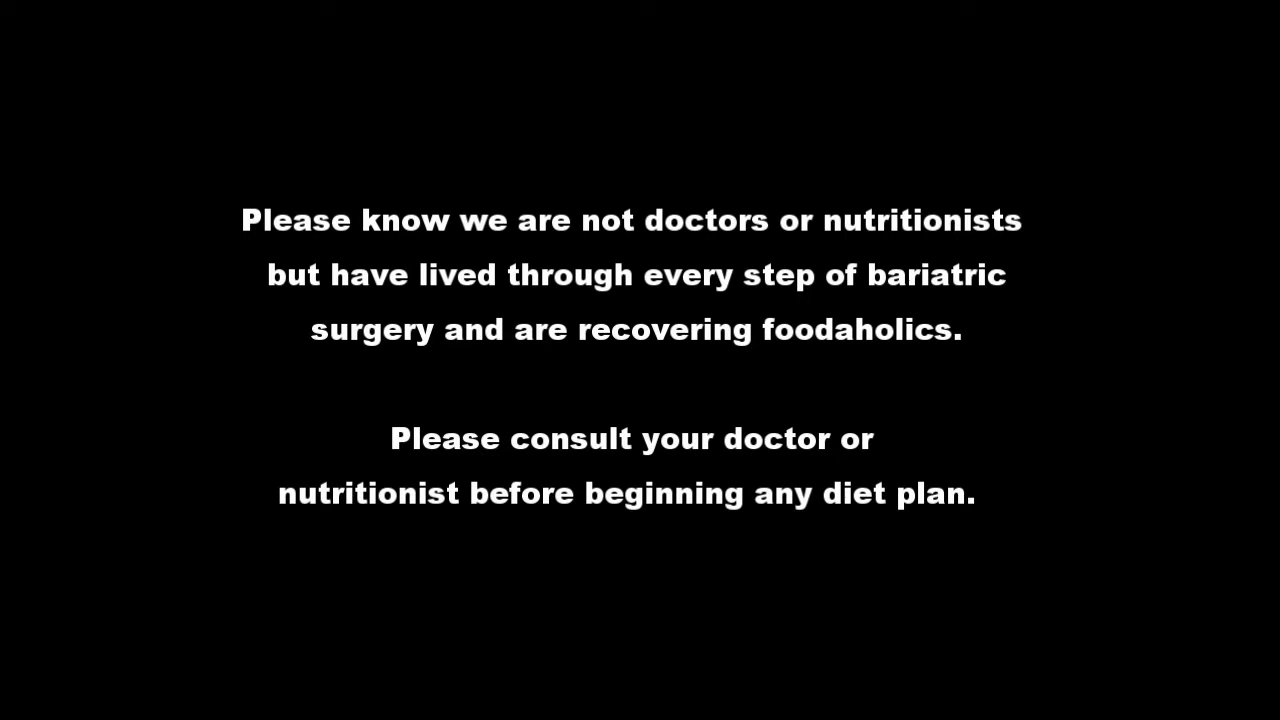 Please know we are not doctors or nutritionists
but have lived through every step of bariatric
surgery and are recovering foodaholics.
Please consult your doctor or
nutritionist before beginning any diet plan.